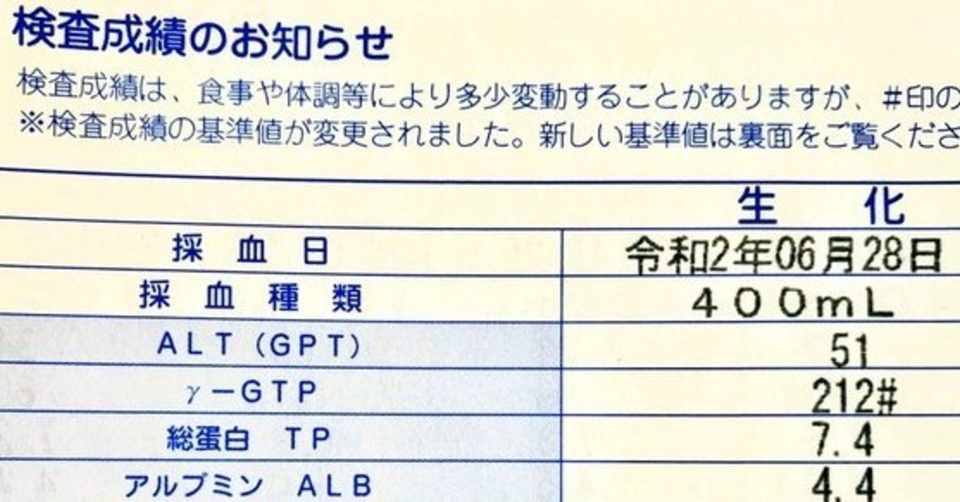 検査成績のお知らせ
検査成績は、食事や体調等により多少変動することがありますが、#印の
※検査成績の基準値が変更されました。新しい基準値は裏面をご覧くださ
生 化
採 血 日 令和2年06月28日
採 血 種 類 400mL
ALT(GPT) 51
γ-GTP 212#
総蛋白 TP 7.4
アルブミン ALB 4.4